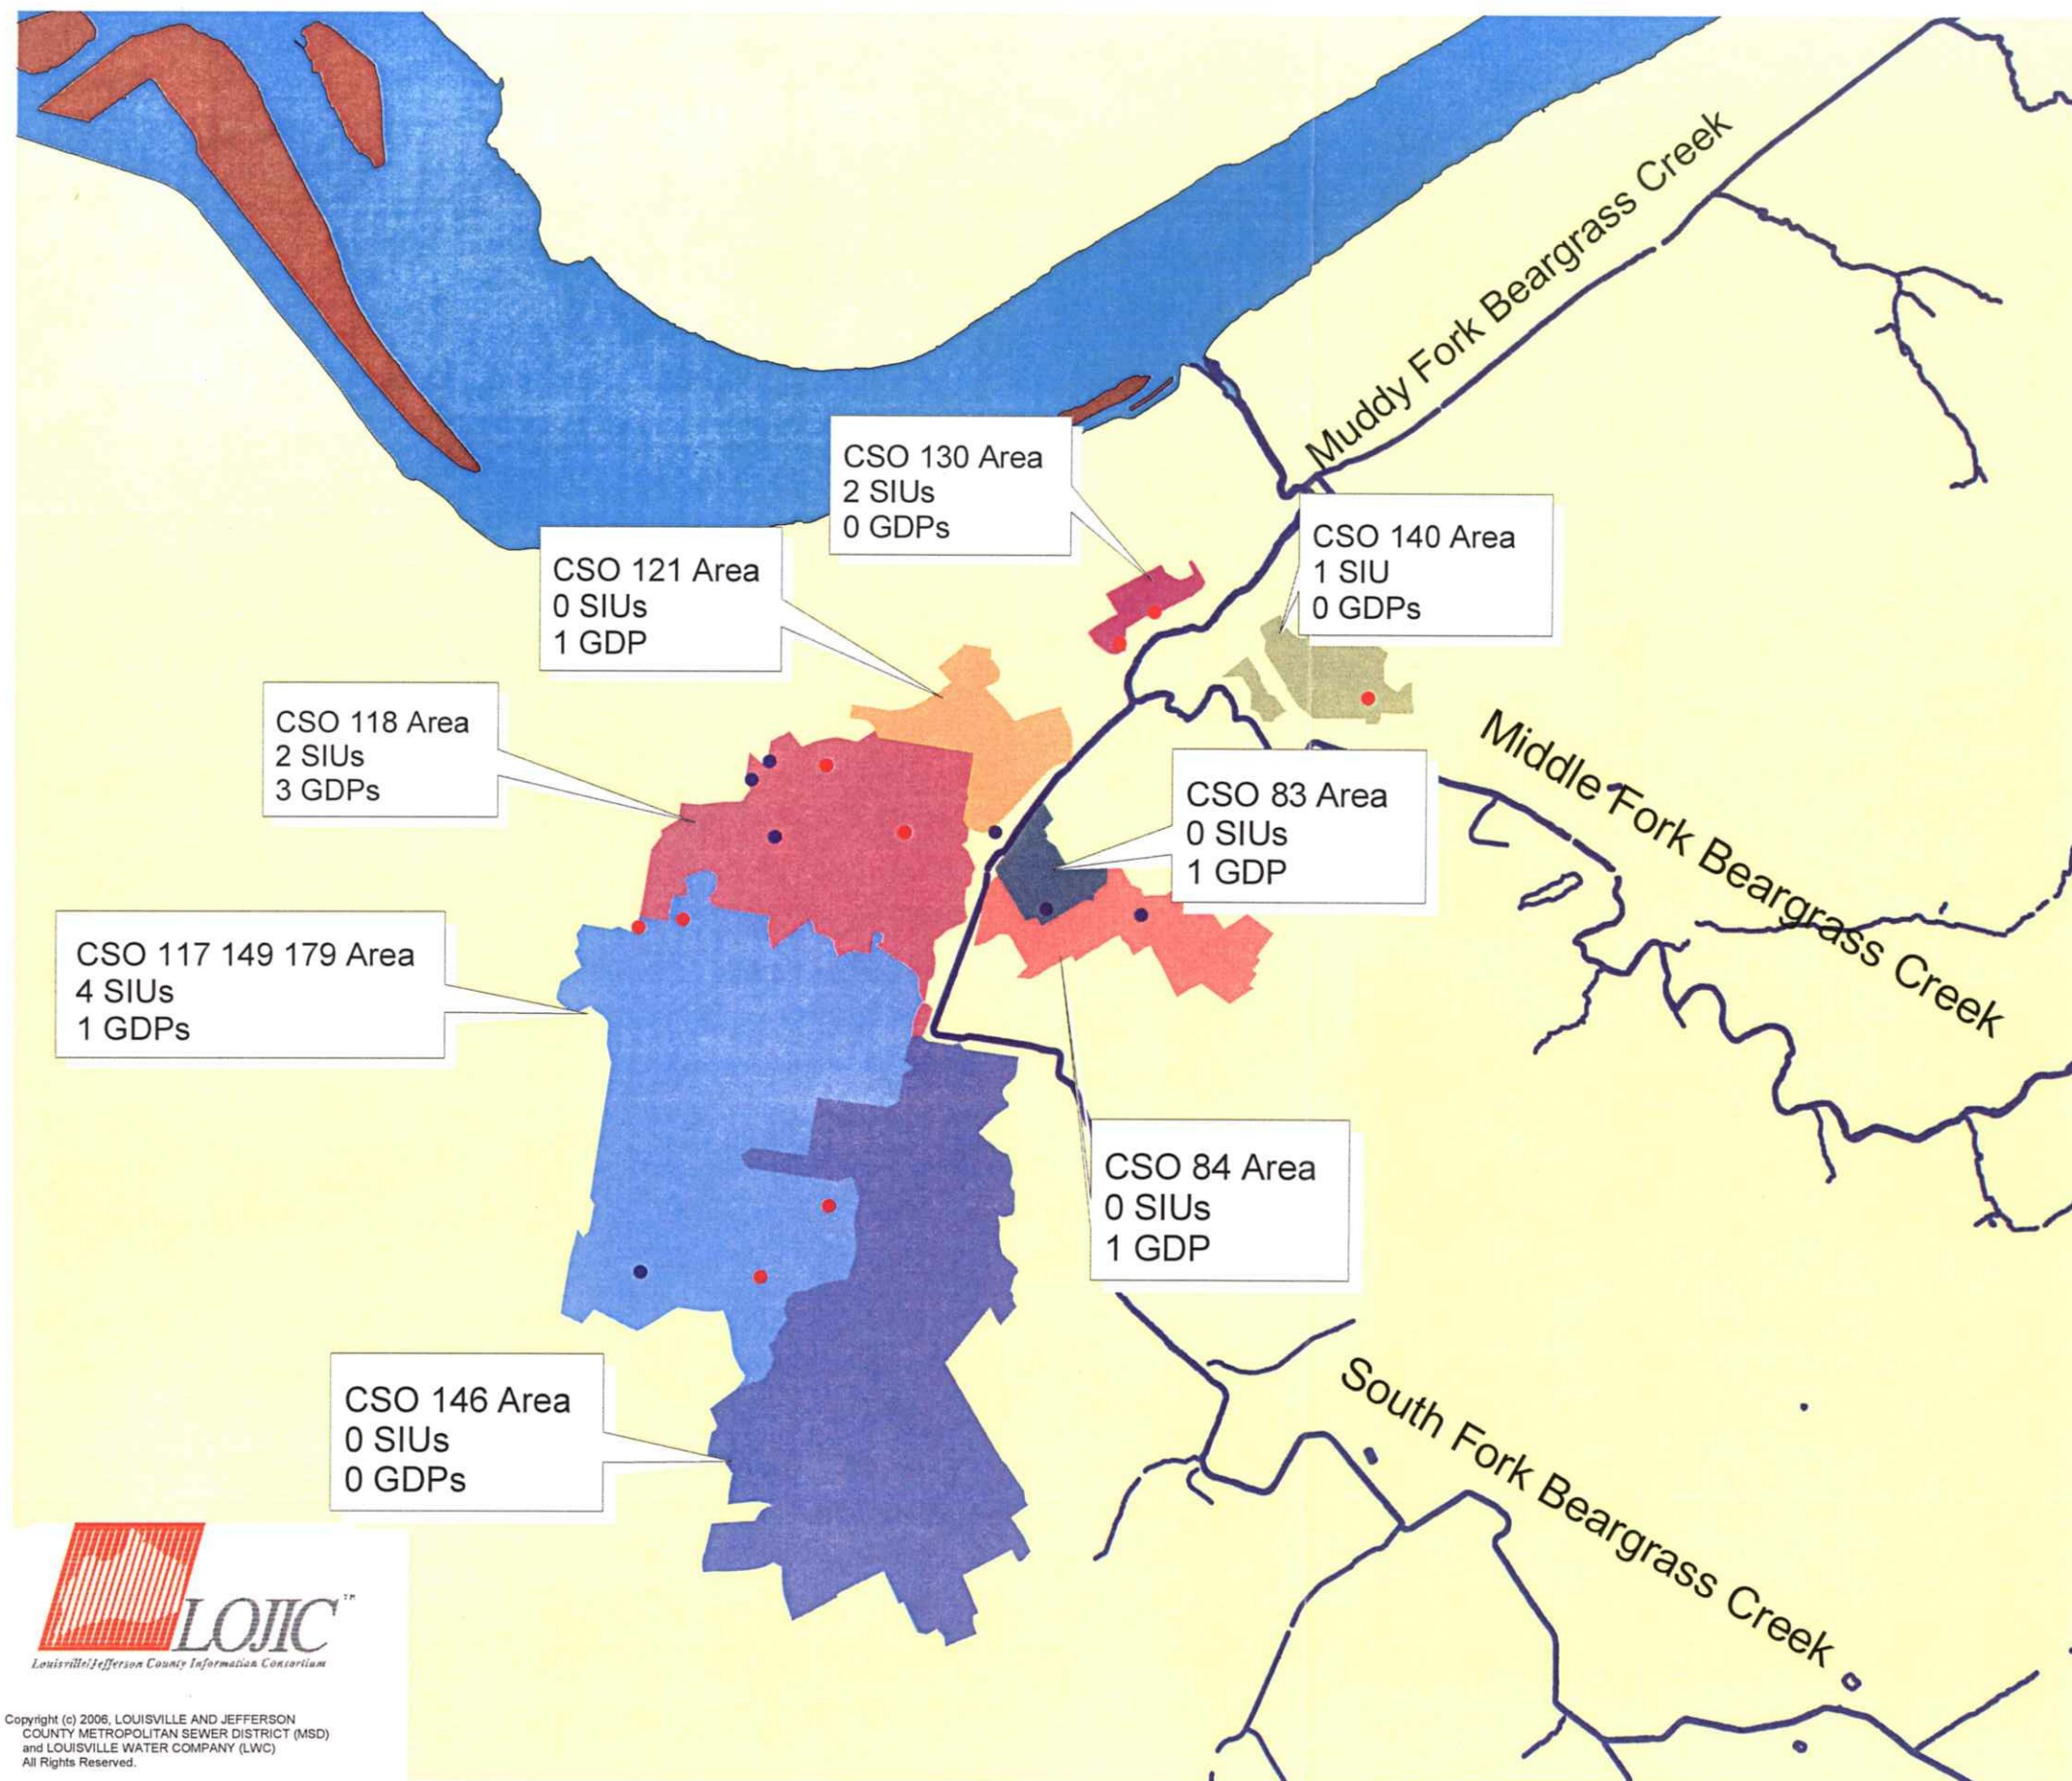 Muddy Fork Beargrass Creek
CSO 130 Area
2 SIUs
0 GDPs
CSO 140 Area
1 SIU
0 GDPs
CSO 121 Area
0 SIUs
1 GDP
CSO 118 Area
2 SIUs
3 GDPs
Middle Fork Beargrass Creek
CSO 83 Area
0 SIUs
1 GDP
CSO 117 149 179 Area
4 SIUs
1 GDPs
CSO 84 Area
0 SIUs
1 GDP
CSO 146 Area
0 SIUs
0 GDPs
South Fork Beargrass Creek
LOJIC™
Louisville/Jefferson County Information Consortium
Copyright (c) 2006, LOUISVILLE AND JEFFERSON
COUNTY METROPOLITAN SEWER DISTRICT (MSD)
and LOUISVILLE WATER COMPANY (LWC)
All Rights Reserved.